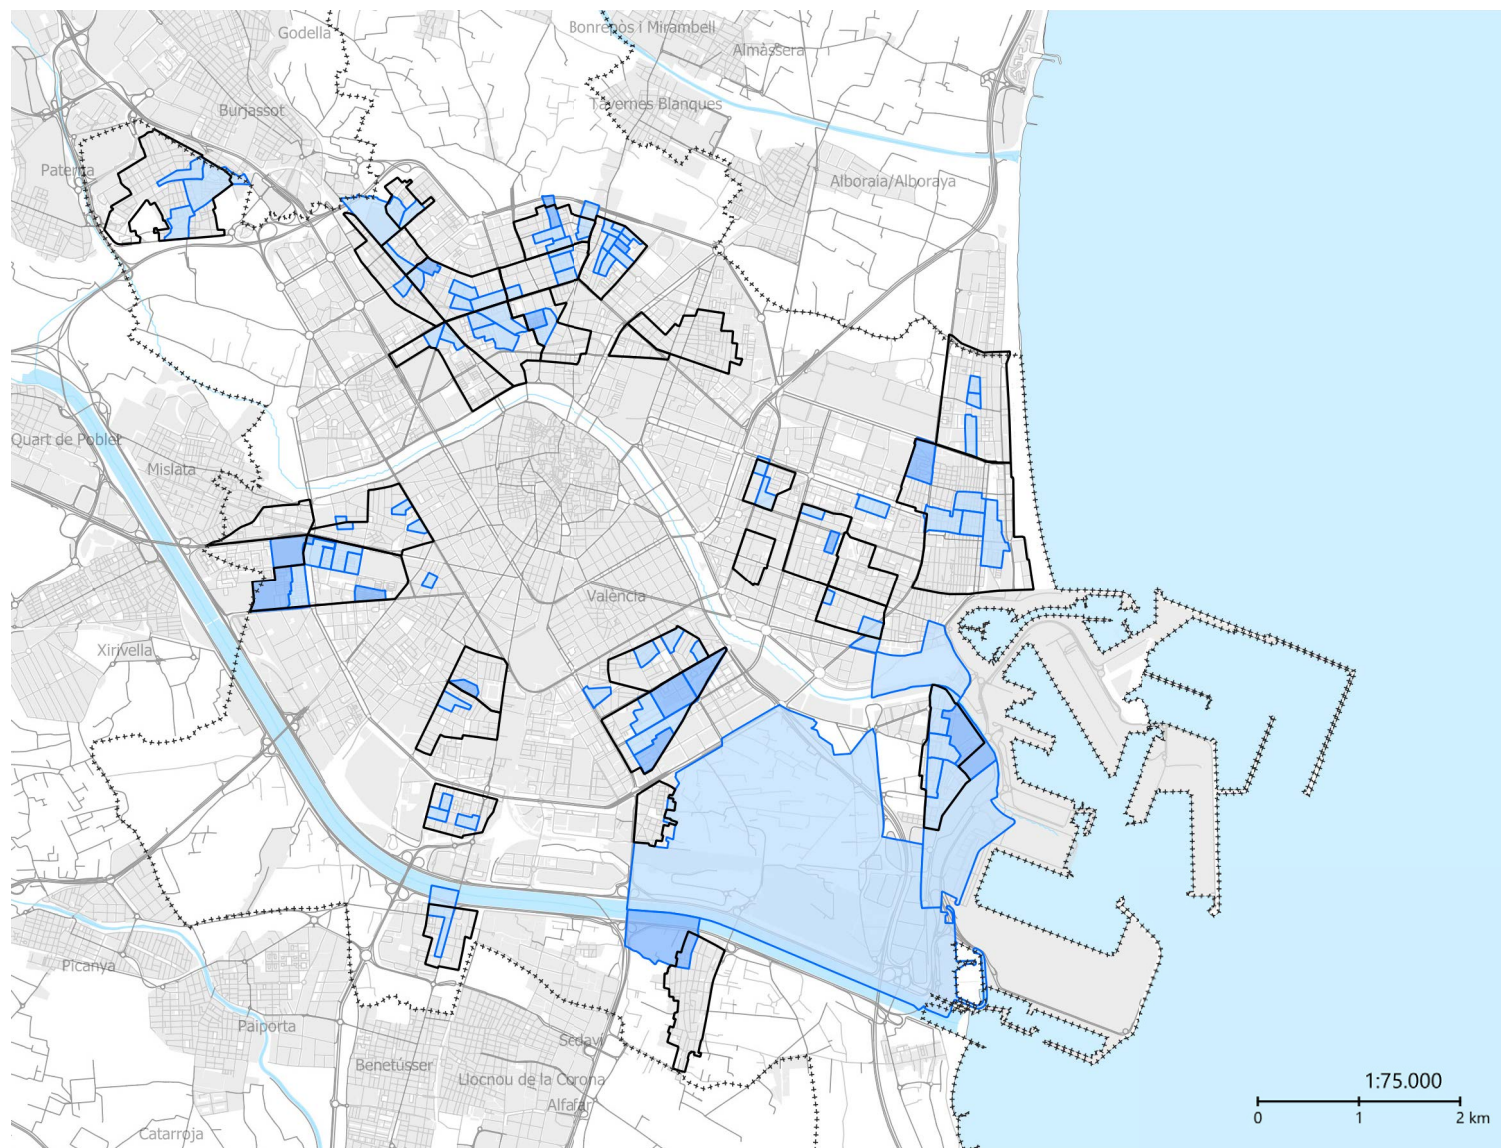 Godella
Bonrepòs i Mirambell
Almàssera
Burjassot
Tavernes Blanques
Paterna
Alboraia/Alboraya
Quart de Poblet
Mislata
València
Xirivella
Picanya
Paiporta
Sedaví
Benetússer
Llocnou de la Corona
Alfafar
Catarroja
1:75.000
0 1 2 km